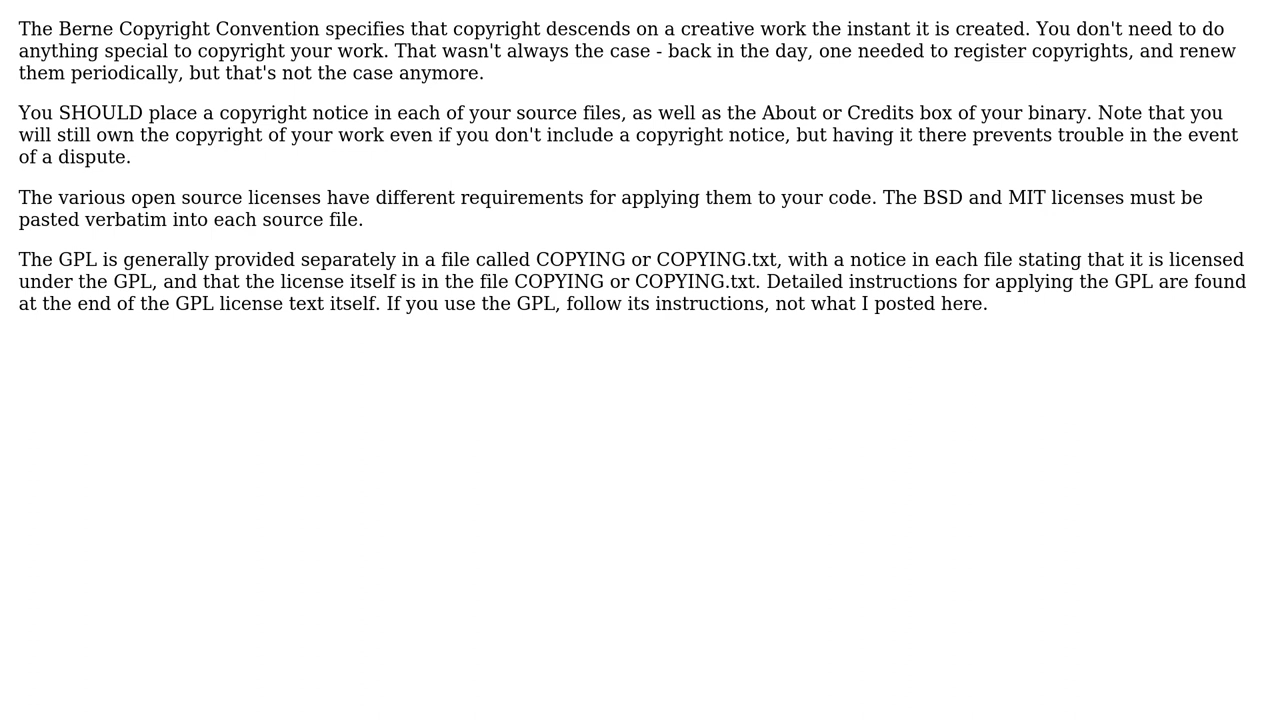 The Berne Copyright Convention specifies that copyright descends on a creative work the instant it is created. You don't need to do
anything special to copyright your work. That wasn't always the case - back in the day, one needed to register copyrights, and renew
them periodically, but that's not the case anymore.
You SHOULD place a copyright notice in each of your source files, as well as the About or Credits box of your binary. Note that you
will still own the copyright of your work even if you don't include a copyright notice, but having it there prevents trouble in the event
of a dispute.
The various open source licenses have different requirements for applying them to your code. The BSD and MIT licenses must be
pasted verbatim into each source file.
The GPL is generally provided separately in a file called COPYING or COPYING.txt, with a notice in each file stating that it is licensed
under the GPL, and that the license itself is in the file COPYING or COPYING.txt. Detailed instructions for applying the GPL are found
at the end of the GPL license text itself. If you use the GPL, follow its instructions, not what I posted here.